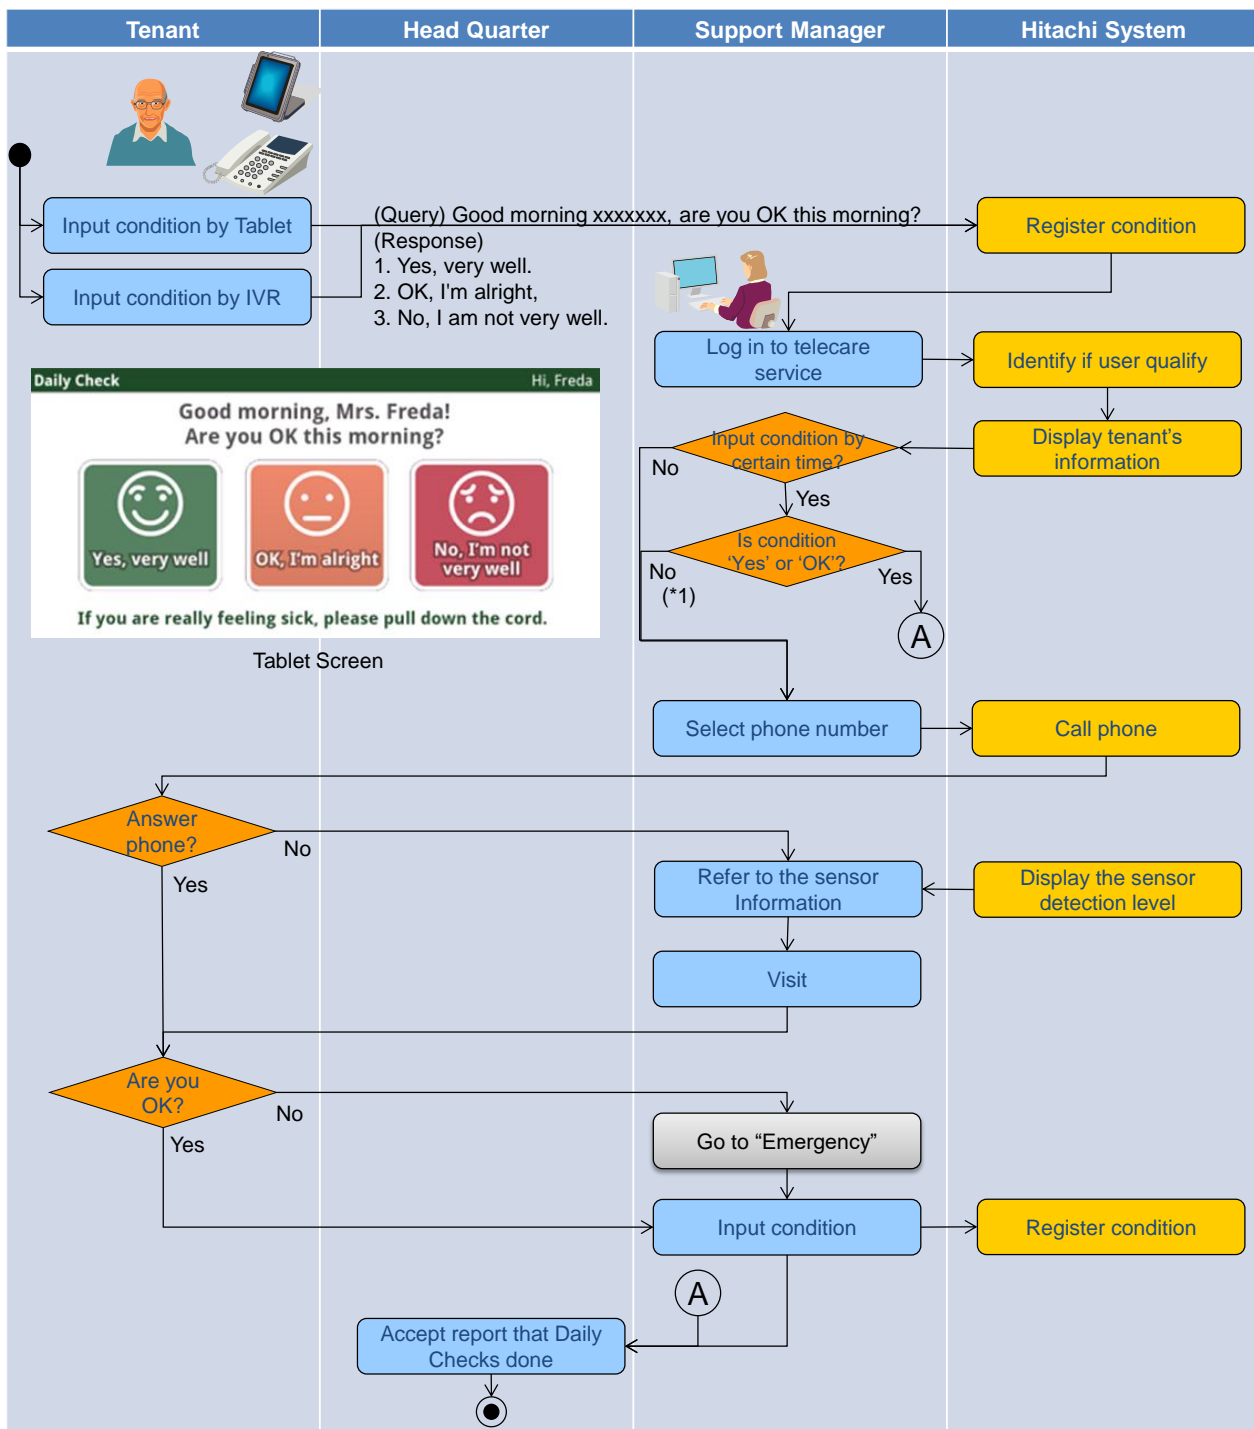 Tenant
Head Quarter
Support Manager
Hitachi System
Input condition by Tablet
(Query) Good morning xxxxxxx, are you OK this morning?
(Response)
1. Yes, very well.
2. OK, I'm alright,
3. No, I am not very well.
Register condition
Input condition by IVR
Log in to telecare
service
Identify if user qualify
Daily Check
Hi, Freda
Good morning, Mrs. Freda!
Are you OK this morning?
Yes, very well
OK, I'm alright
No, I'm not
very well
If you are really feeling sick, please pull down the cord.
Tablet Screen
Input condition by
certain time?
Display tenant's
information
No
Yes
Is condition
‘Yes’ or ‘OK’?
No
(*1)
Yes
A
Select phone number
Call phone
Answer
phone?
No
Yes
Refer to the sensor
Information
Display the sensor
detection level
Visit
Are you
OK?
No
Yes
Go to “Emergency”
Input condition
Register condition
A
Accept report that Daily
Checks done